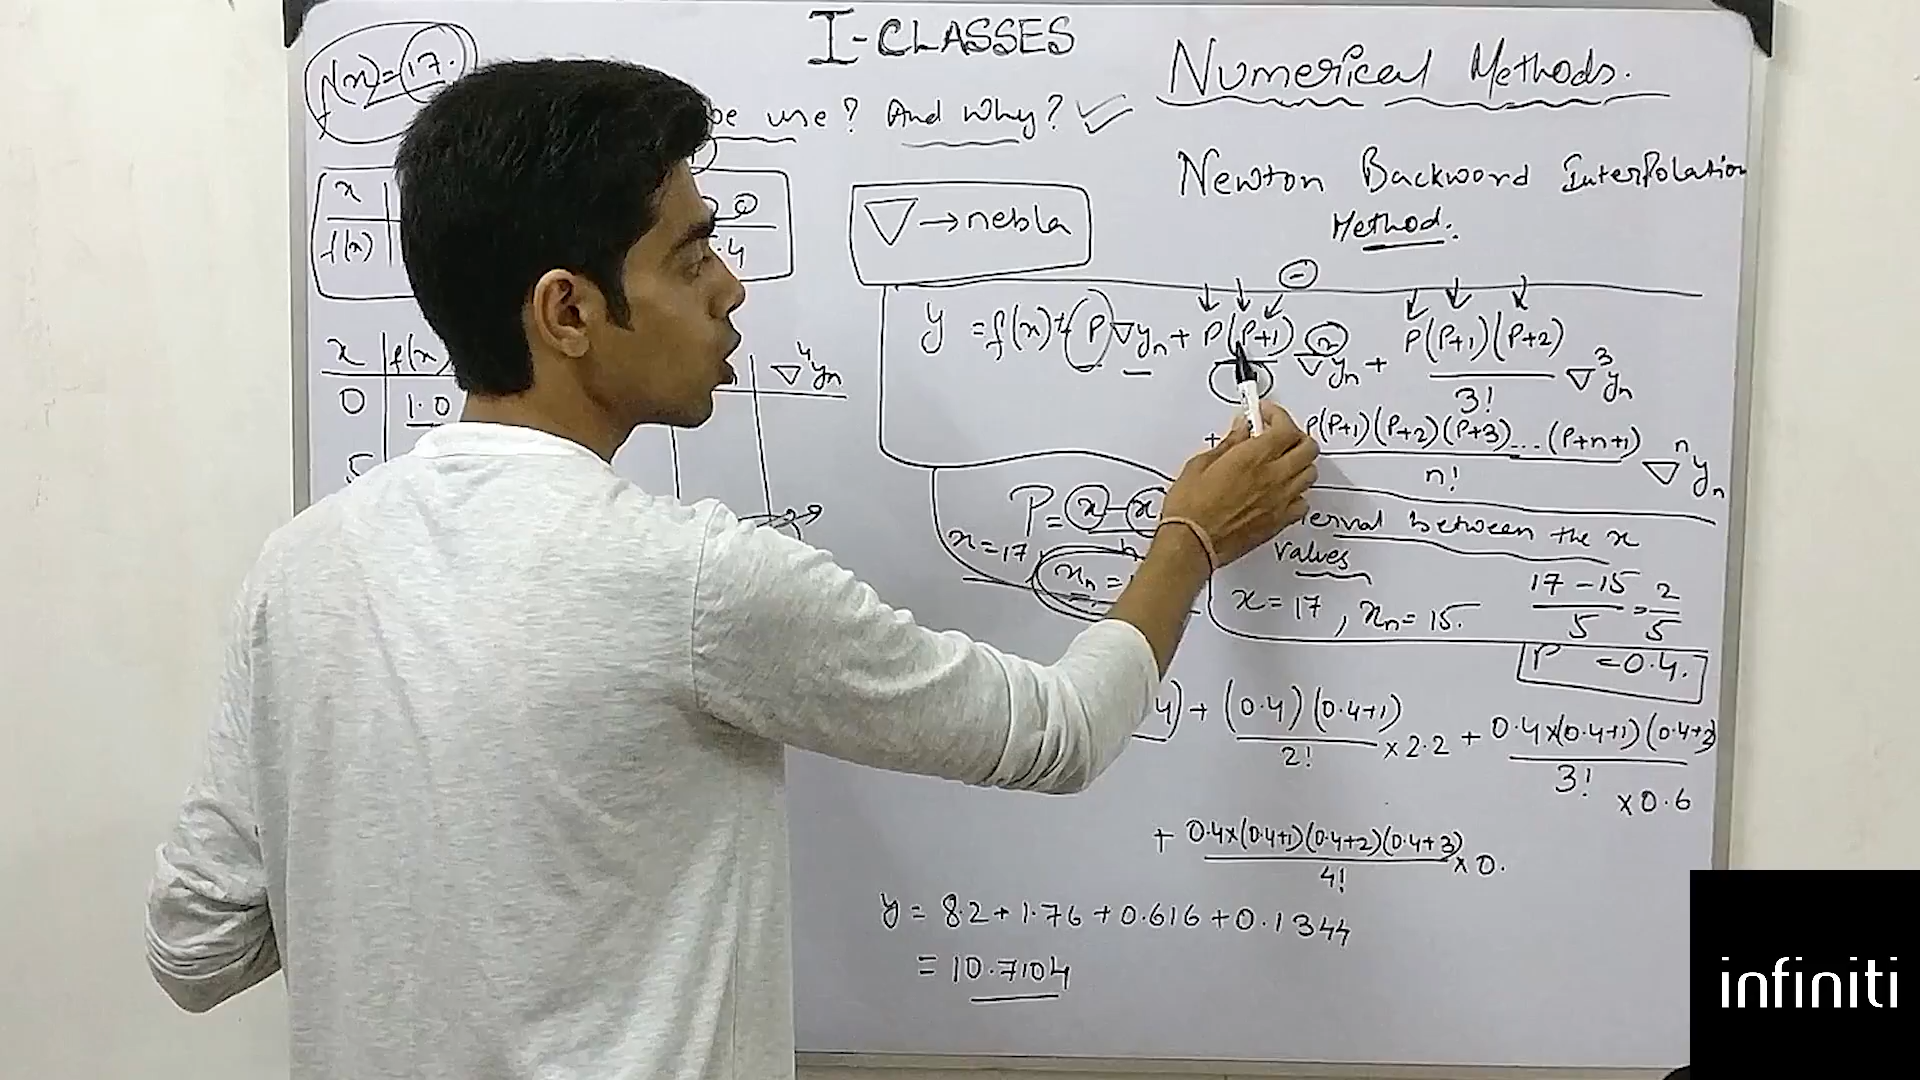 I-CLASSES
f(x)=17.
Numerical Methods.
be use? And Why?
Newton Backword Interpolation
Method.
x
f(x)
.4
▽→nebla
y = f(x) + P▽yn + P(P+1) ▽²yn + P(P+1)(P+2)/3! ▽³yn
+ P(P+1)(P+2)(P+3)...(P+n+1)/n! ▽ⁿyn
x f(x) ▽⁴yn
0 1.0
5
P = x - x
h
between the x
values
x=17, xn =
x = 17, xn = 15.
17-15/5 = 2/5
P = 0.4.
4) + (0.4)(0.4+1)/2! × 2.2 + 0.4×(0.4+1)(0.4+2)/3! × 0.6
+ 0.4×(0.4+1)(0.4+2)(0.4+3)/4! × 0.
y = 8.2 + 1.76 + 0.616 + 0.1344
= 10.7104
infiniti